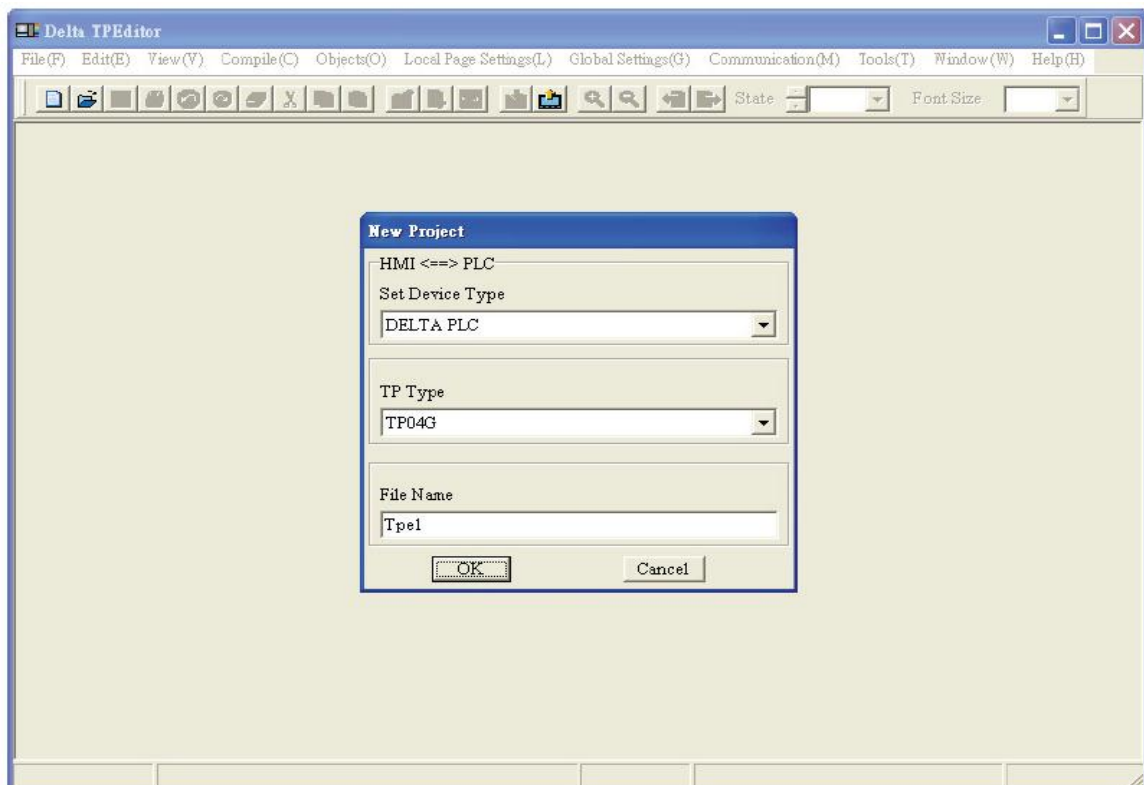 Delta TPEditor
File(F) Edit(E) View(V) Compile(C) Objects(O) Local Page Settings(L) Global Settings(G) Communication(M) Tools(T) Window(W) Help(H)
State Font Size
New Project
HMI <==> PLC
Set Device Type
DELTA PLC
TP Type
TP04G
File Name
Tpe1
OK Cancel